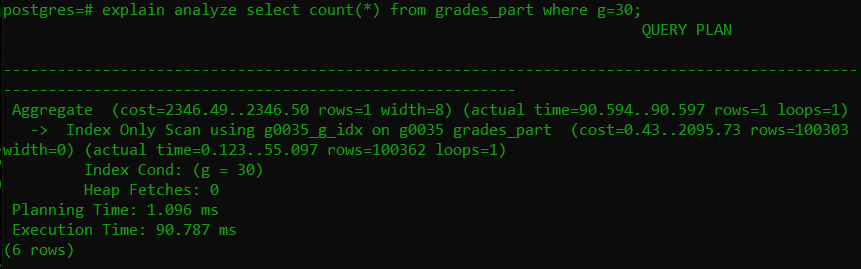 postgres=# explain analyze select count(*) from grades_part where g=30;
QUERY PLAN
-----------------------------------------------------------------------------------------------
---------------------------------------------------------
Aggregate (cost=2346.49..2346.50 rows=1 width=8) (actual time=90.594..90.597 rows=1 loops=1)
-> Index Only Scan using g0035_g_idx on g0035 grades_part (cost=0.43..2095.73 rows=100303
width=0) (actual time=0.123..55.097 rows=100362 loops=1)
Index Cond: (g = 30)
Heap Fetches: 0
Planning Time: 1.096 ms
Execution Time: 90.787 ms
(6 rows)